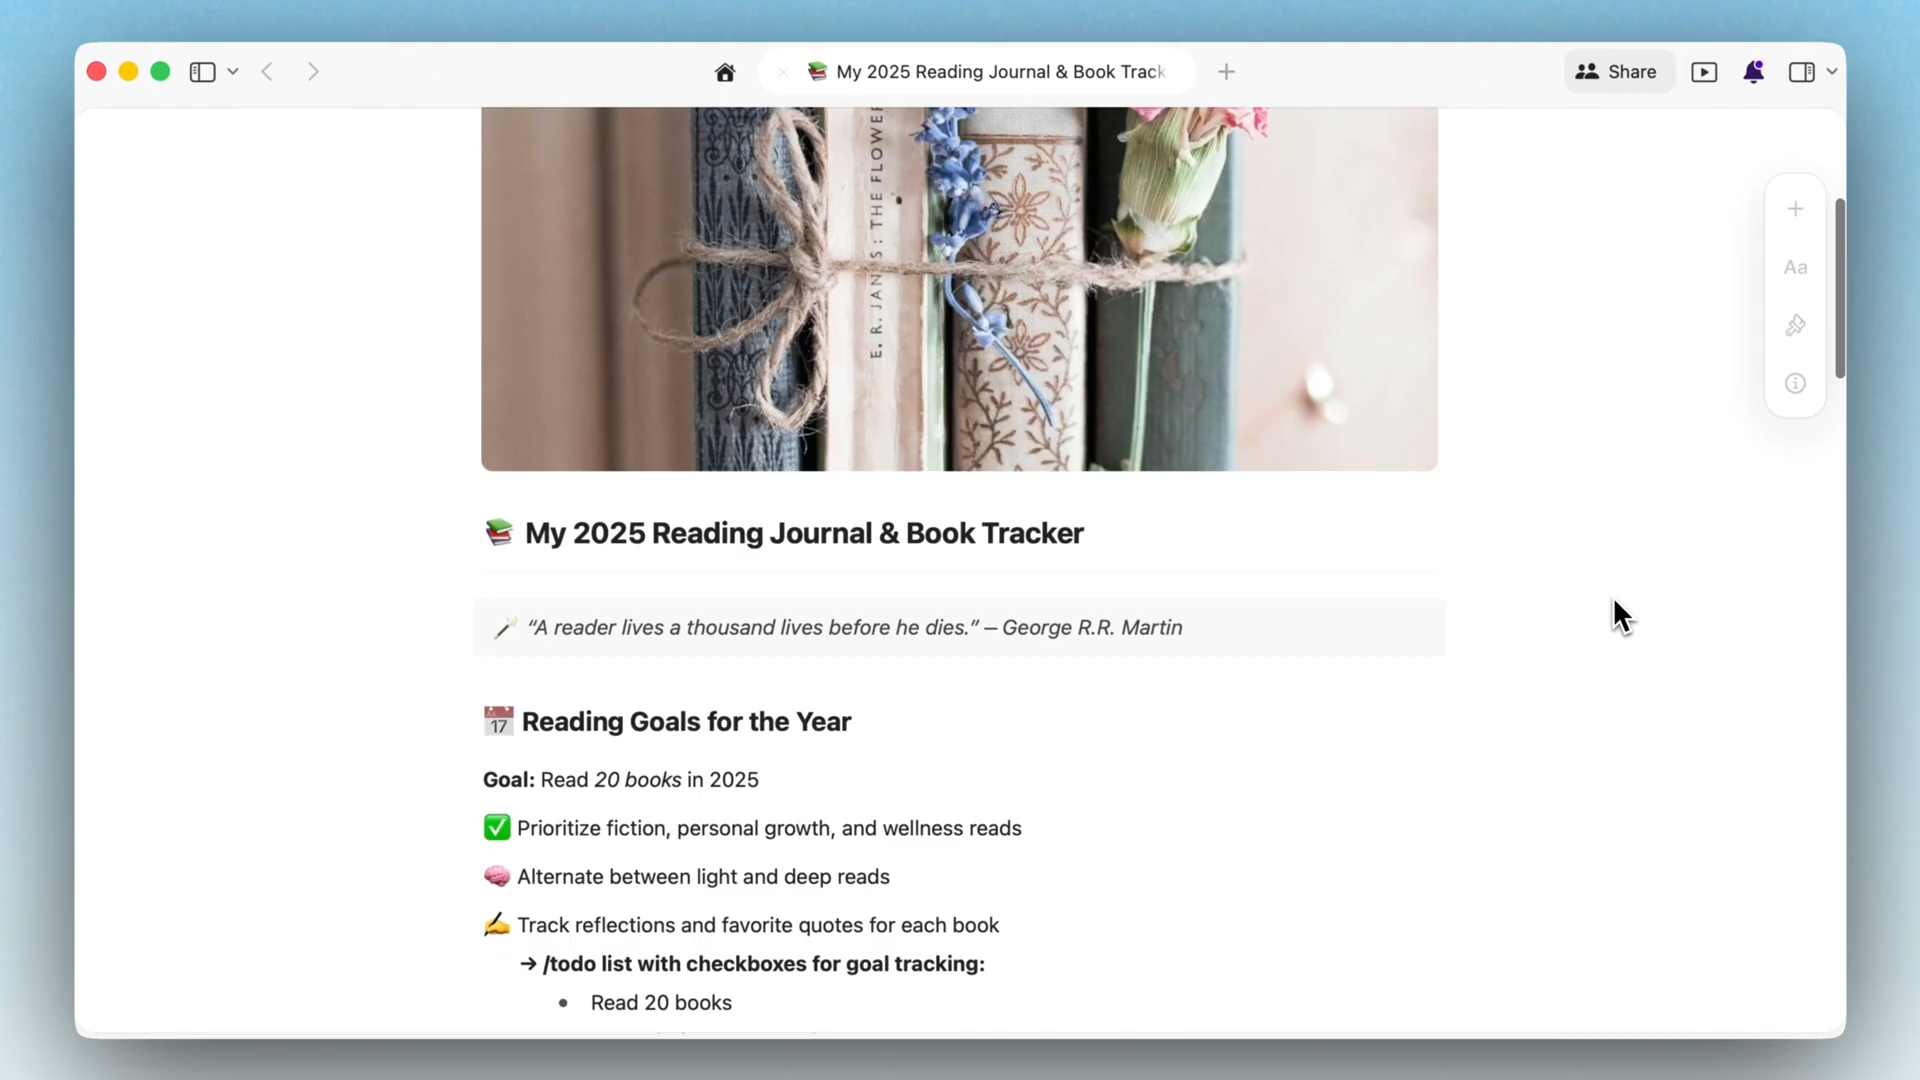 My 2025 Reading Journal & Book Track
Share
Aa
E. R. JANS : THE FLOWER
📚 My 2025 Reading Journal & Book Tracker
“A reader lives a thousand lives before he dies.” — George R.R. Martin
17 Reading Goals for the Year
Goal: Read 20 books in 2025
✅ Prioritize fiction, personal growth, and wellness reads
🧠 Alternate between light and deep reads
✍️ Track reflections and favorite quotes for each book
→ /todo list with checkboxes for goal tracking:
• Read 20 books